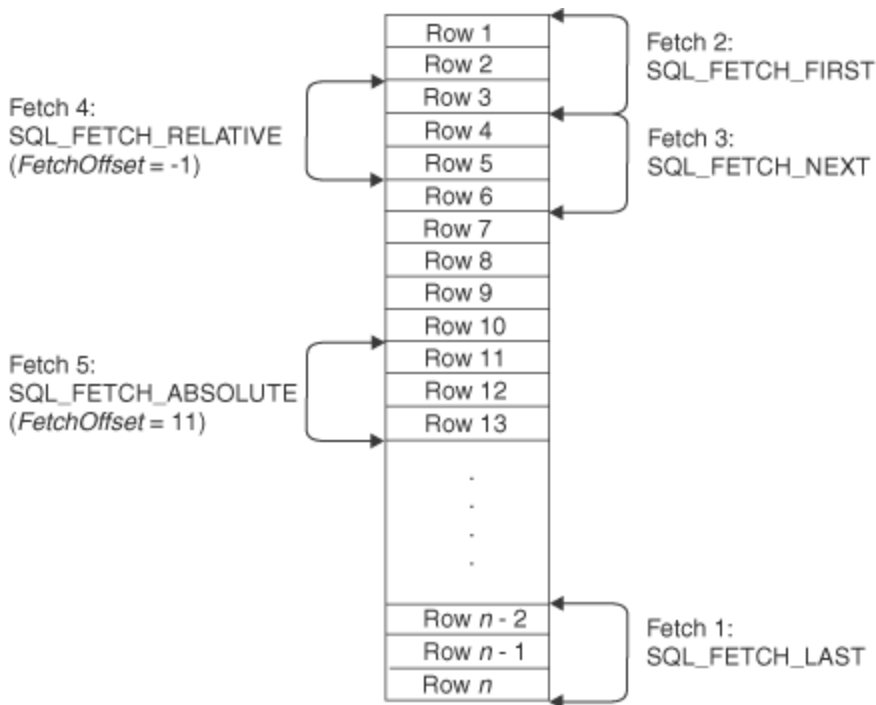 Row 1
Row 2
Row 3
Row 4
Row 5
Row 6
Row 7
Row 8
Row 9
Row 10
Row 11
Row 12
Row 13
.
.
.
.
Row n - 2
Row n - 1
Row n
Fetch 2:
SQL_FETCH_FIRST
Fetch 3:
SQL_FETCH_NEXT
Fetch 4:
SQL_FETCH_RELATIVE
(FetchOffset = -1)
Fetch 5:
SQL_FETCH_ABSOLUTE
(FetchOffset = 11)
Fetch 1:
SQL_FETCH_LAST